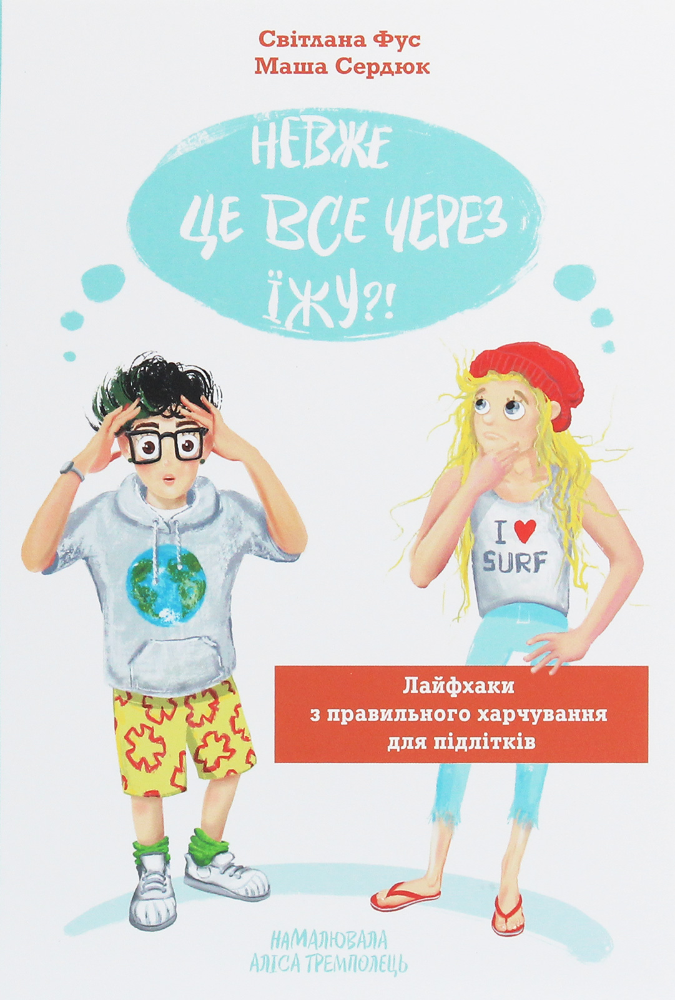 Світлана Фус
Маша Сердюк
НЕВЖЕ
ЦЕ ВСЕ ЧЕРЕЗ
ЇЖУ?!
I ♥
SURF
Лайфхаки
з правильного харчування
для підлітків
НАМАЛЮВАЛА
АЛІСА ТРЕМПОЛЕЦЬ